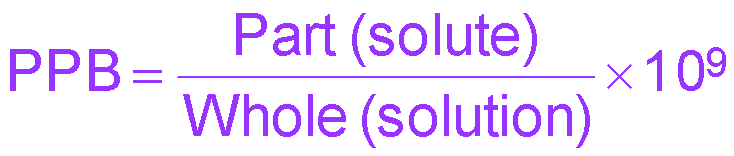 PPB = Part (solute) / Whole (solution) × 10⁹